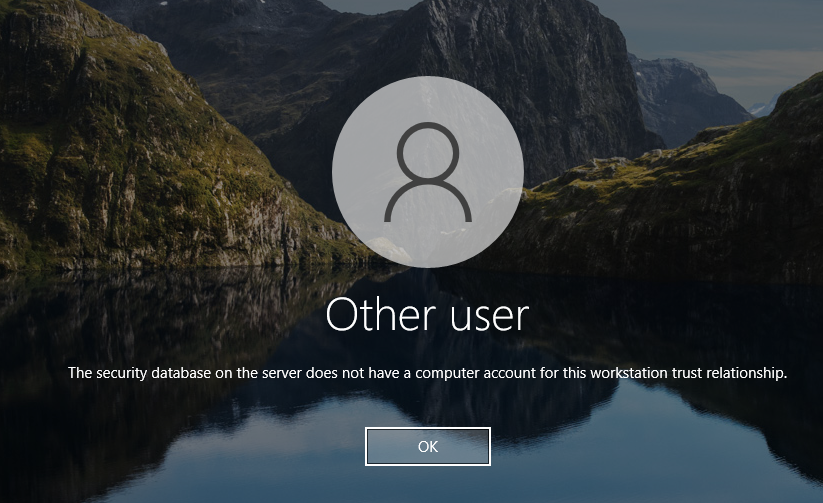 Other user
The security database on the server does not have a computer account for this workstation trust relationship.
OK